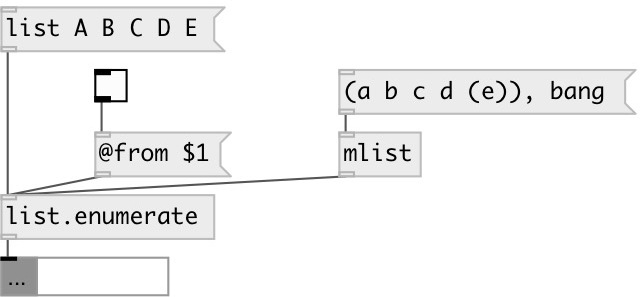 list A B C D E
(a b c d (e)), bang
@from $1
mlist
list.enumerate
...